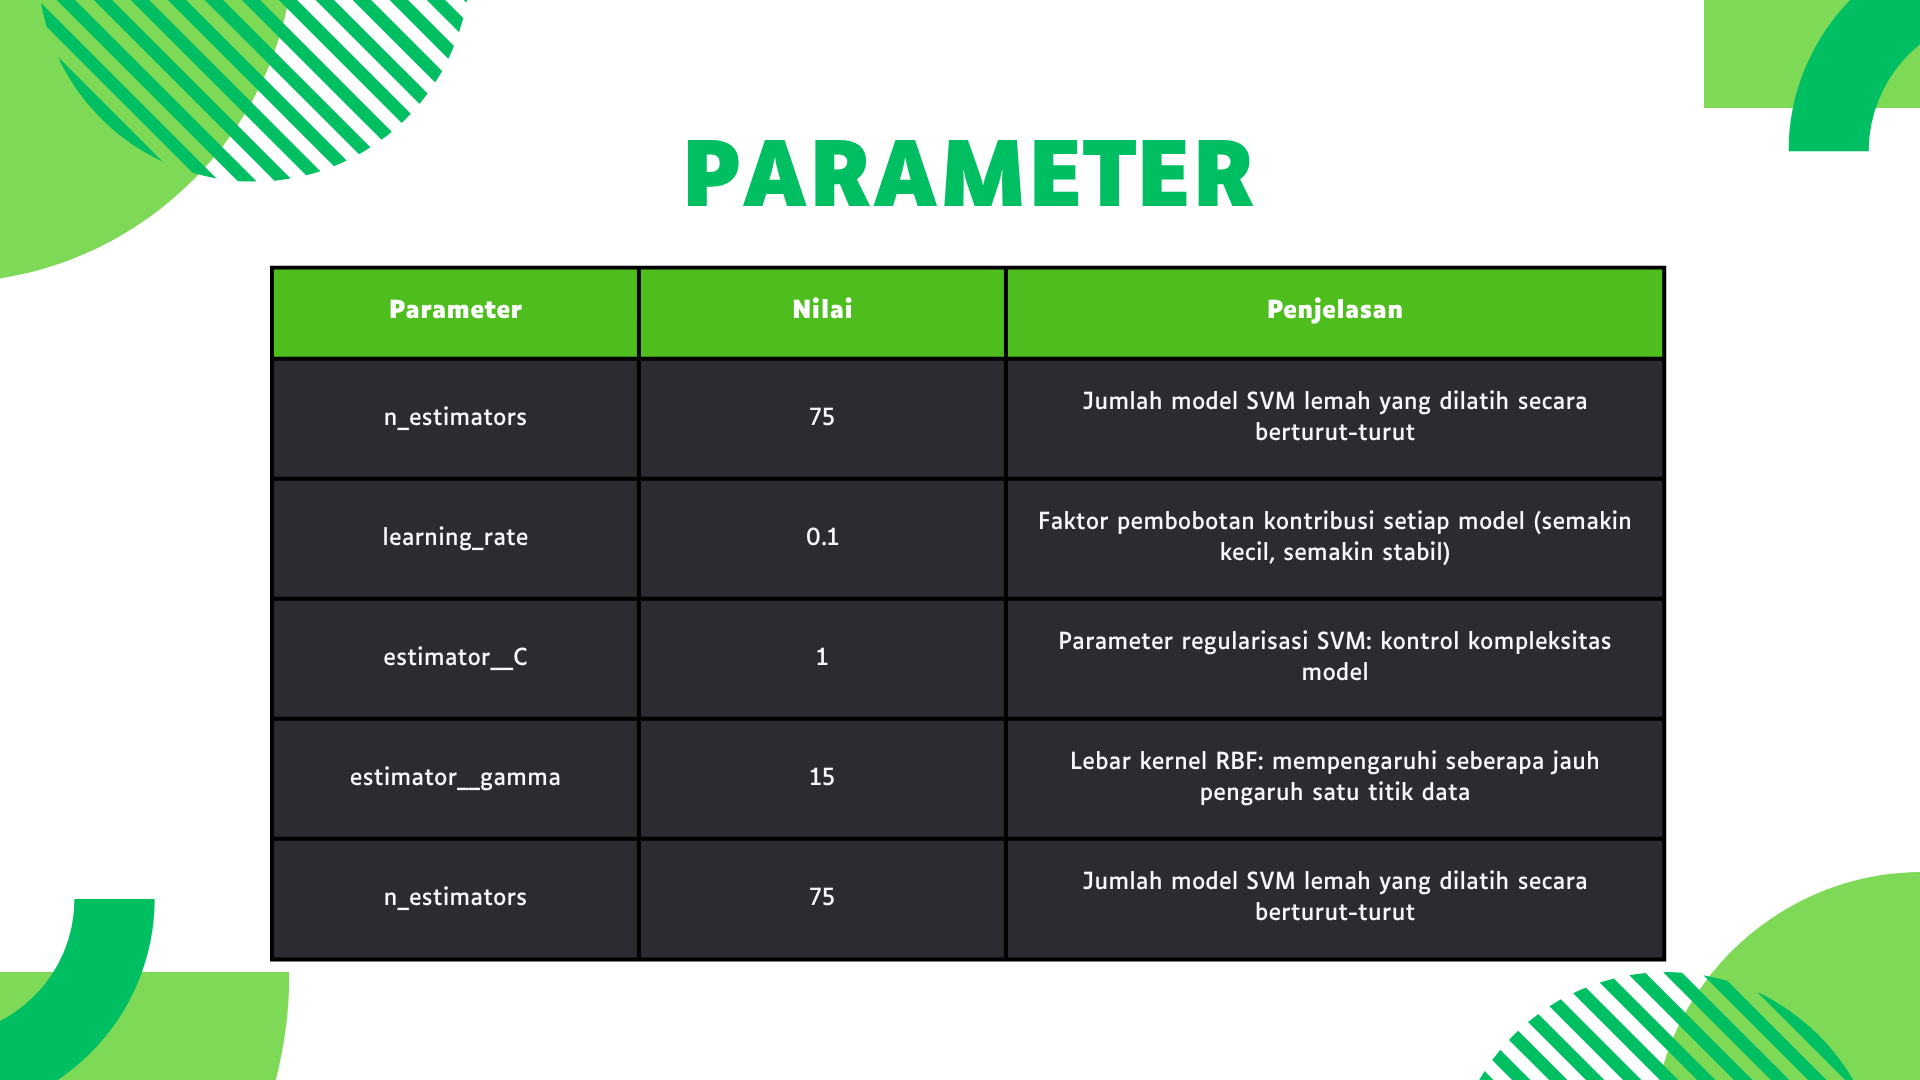 PARAMETER
Parameter Nilai Penjelasan
n_estimators 75 Jumlah model SVM lemah yang dilatih secara
berturut-turut
learning_rate 0.1 Faktor pembobotan kontribusi setiap model (semakin
kecil, semakin stabil)
estimator__C 1 Parameter regularisasi SVM: kontrol kompleksitas
model
estimator__gamma 15 Lebar kernel RBF: mempengaruhi seberapa jauh
pengaruh satu titik data
n_estimators 75 Jumlah model SVM lemah yang dilatih secara
berturut-turut